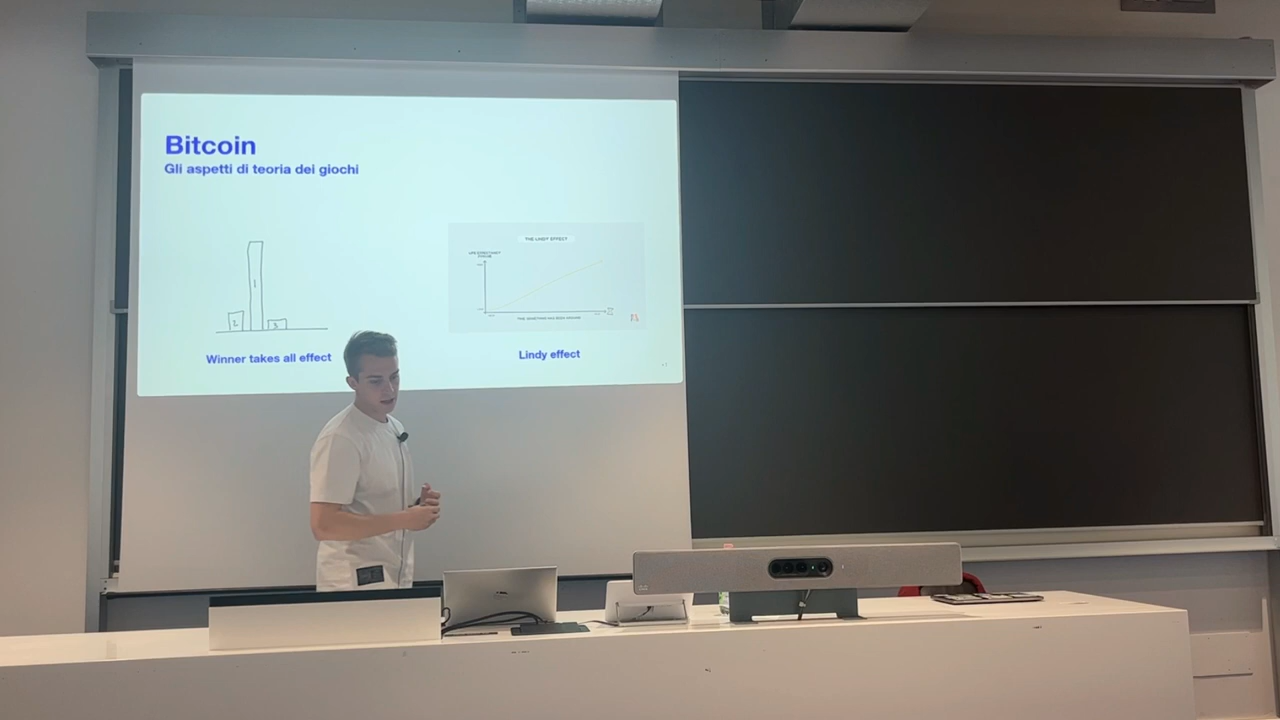 Bitcoin
Gli aspetti di teoria dei giochi
1
2
3
Winner takes all effect
THE LINDY EFFECT
Lindy effect